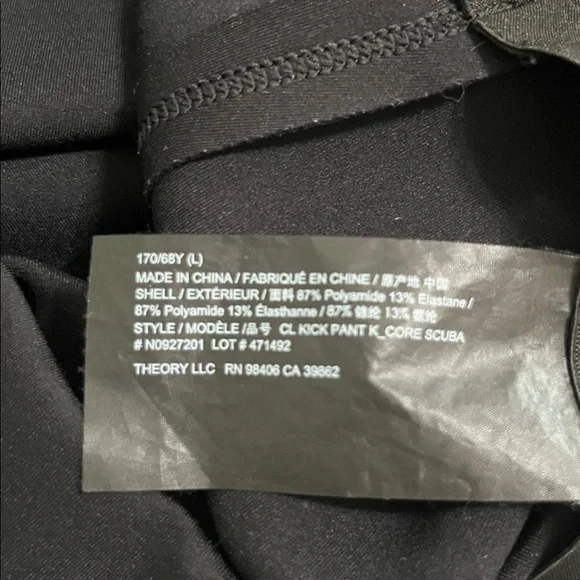 170/68Y (L)
MADE IN CHINA / FABRIQUÉ EN CHINE / 原产地 中国
SHELL / EXTÉRIEUR / 面料 87% Polyamide 13% Elastane /
87% Polyamide 13% Élasthanne / 87% 锦纶 13% 氨纶
STYLE / MODÈLE /品号 CL KICK PANT K_CORE SCUBA
# N0927201 LOT # 471492
THEORY LLC RN 98406 CA 39862